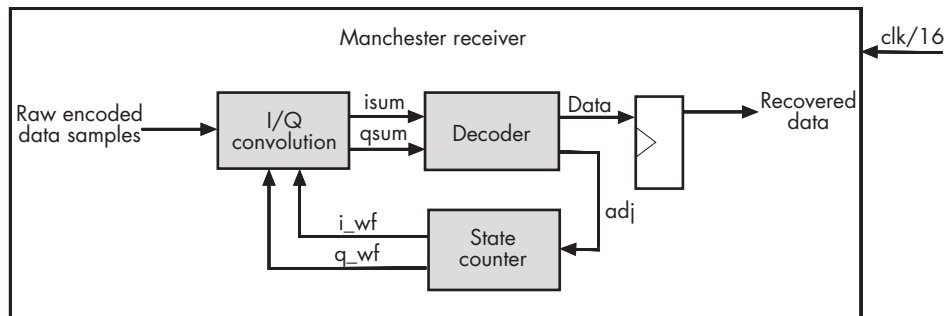 Manchester receiver
clk/16
Raw encoded
data samples
I/Q
convolution
isum
qsum
Decoder
Data
Recovered
data
adj
i_wf
q_wf
State
counter